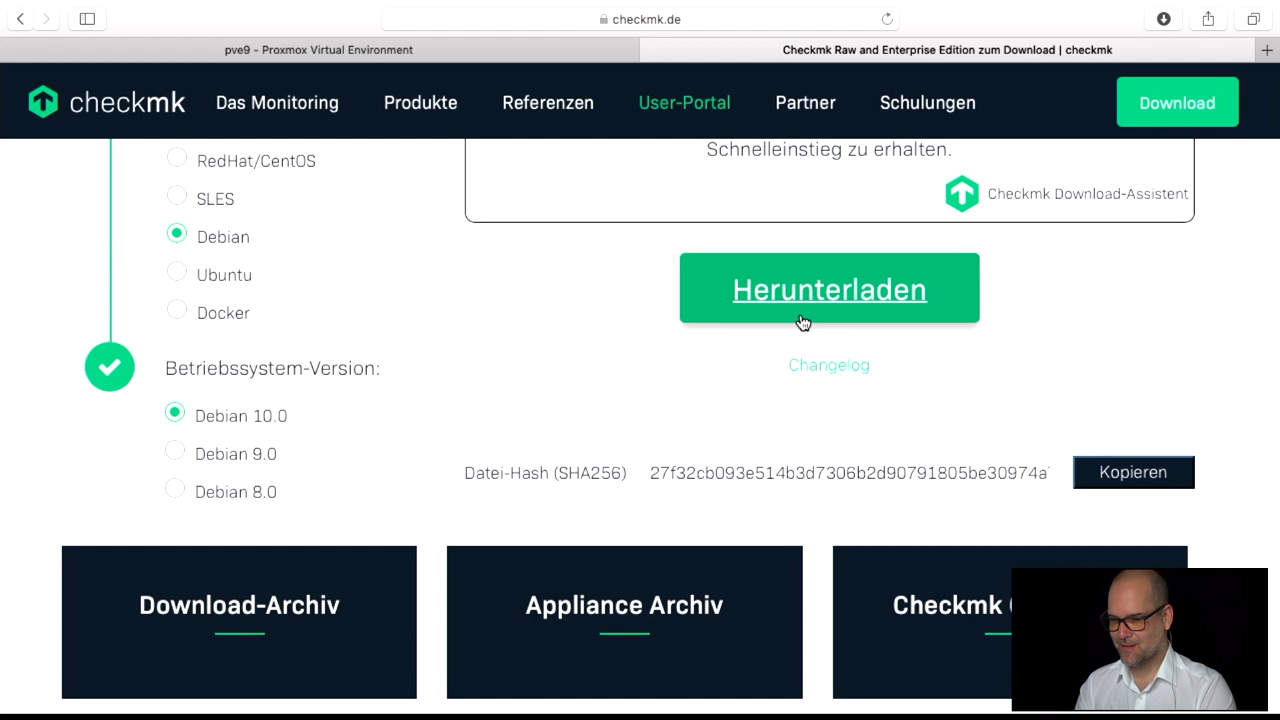 checkmk.de
pve9 - Proxmox Virtual Environment
Checkmk Raw and Enterprise Edition zum Download | checkmk
checkmk
Das Monitoring
Produkte
Referenzen
User-Portal
Partner
Schulungen
Download
RedHat/CentOS
SLES
Debian
Ubuntu
Docker
Betriebssystem-Version:
Debian 10.0
Debian 9.0
Debian 8.0
Schnelleinstieg zu erhalten.
Checkmk Download-Assistent
Herunterladen
Changelog
Datei-Hash (SHA256)
27f32cb093e514b3d7306b2d90791805be30974a
Kopieren
Download-Archiv
Appliance Archiv
Checkmk